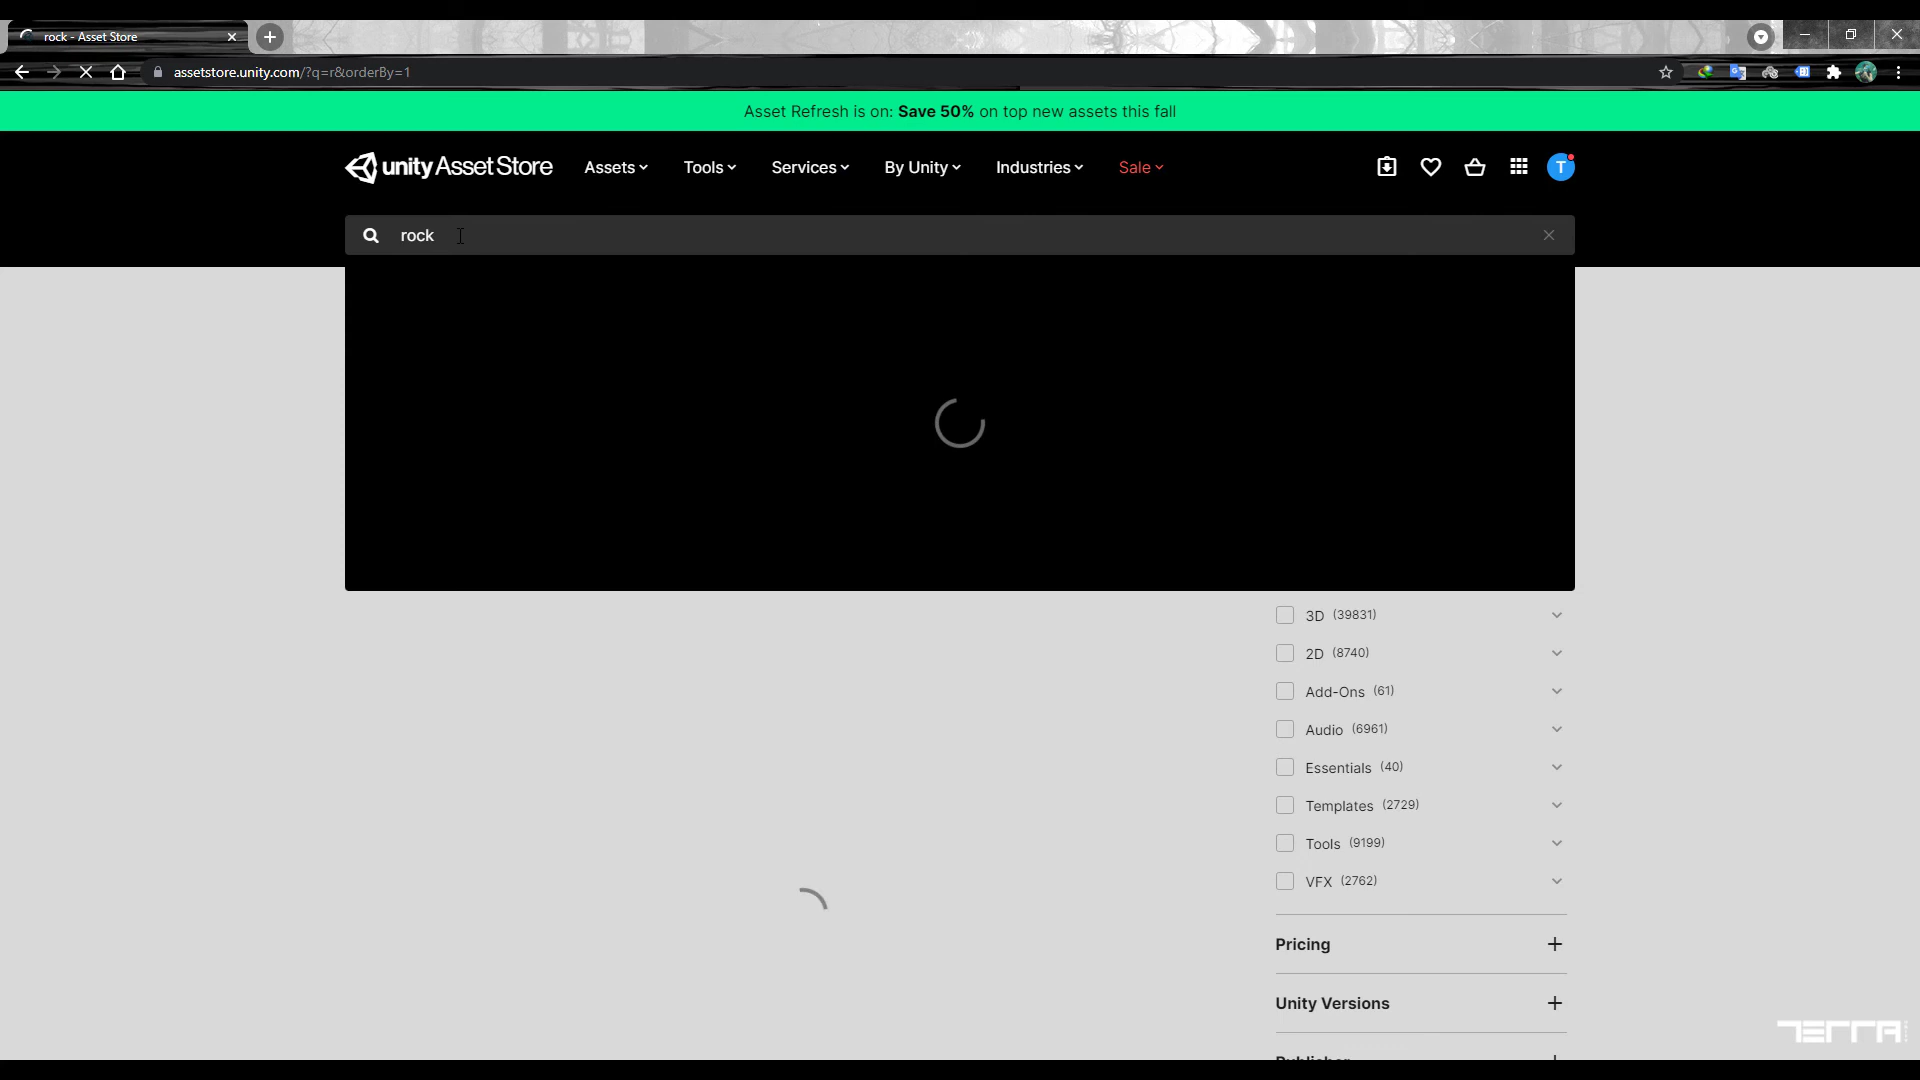 rock - Asset Store
assetstore.unity.com/?q=r&orderBy=1
Asset Refresh is on: Save 50% on top new assets this fall
unity Asset Store
Assets
Tools
Services
By Unity
Industries
Sale
T
rock
3D (39831)
2D (8740)
Add-Ons (61)
Audio (6961)
Essentials (40)
Templates (2729)
Tools (9199)
VFX (2762)
Pricing
Unity Versions
Publisher
TERRA